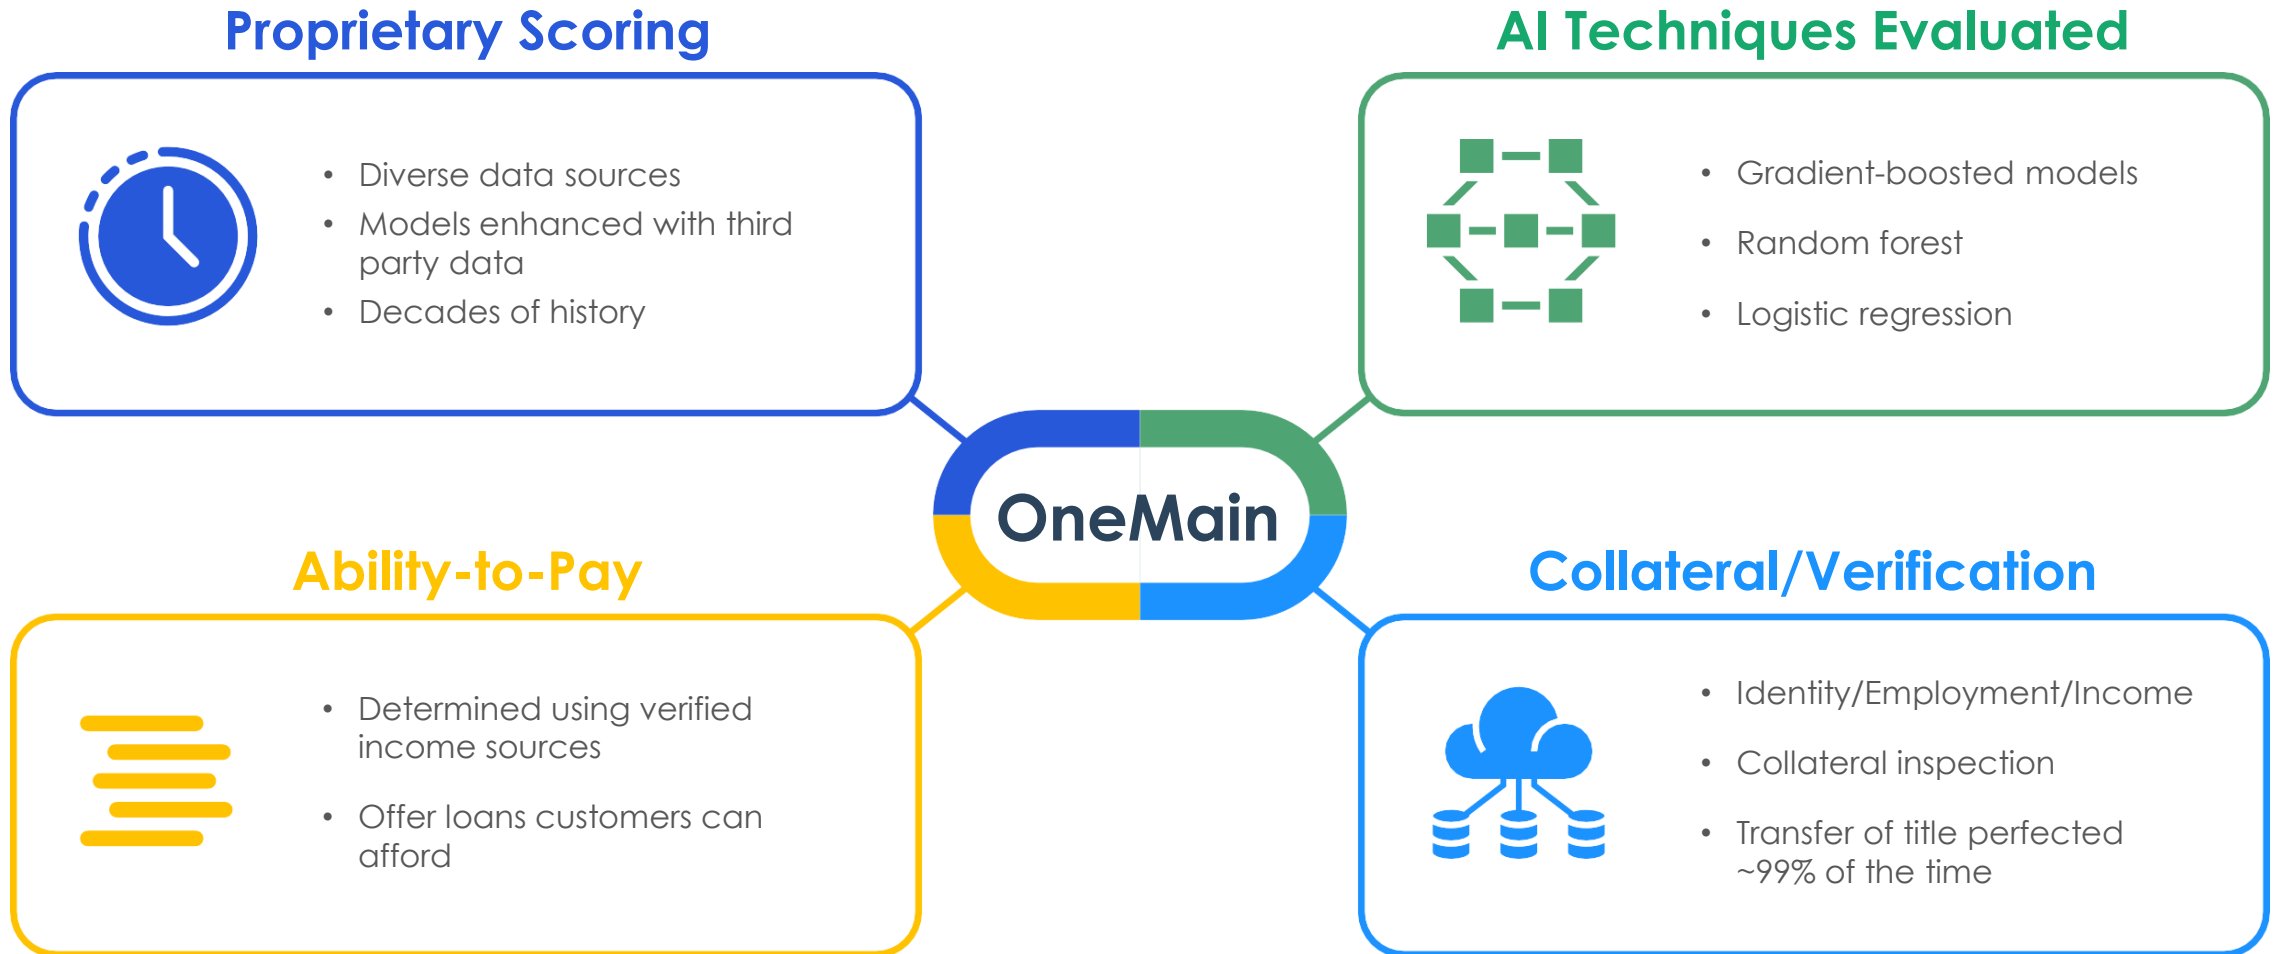 Proprietary Scoring
• Diverse data sources
• Models enhanced with third
party data
• Decades of history
AI Techniques Evaluated
• Gradient-boosted models
• Random forest
• Logistic regression
OneMain
Ability-to-Pay
• Determined using verified
income sources
• Offer loans customers can
afford
Collateral/Verification
• Identity/Employment/Income
• Collateral inspection
• Transfer of title perfected
~99% of the time